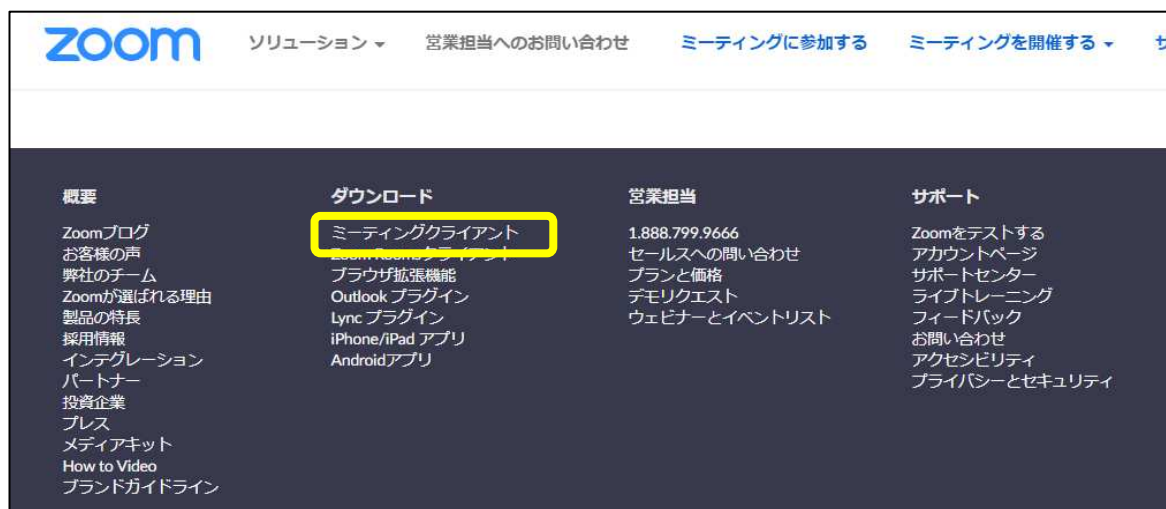 zoom ソリューション 営業担当へのお問い合わせ ミーティングに参加する ミーティングを開催する サ
概要
Zoomブログ
お客様の声
弊社のチーム
Zoomが選ばれる理由
製品の特長
採用情報
インテグレーション
パートナー
投資企業
プレス
メディアキット
How to Video
ブランドガイドライン
ダウンロード
ミーティングクライアント
Zoom Roomsクライアント
ブラウザ拡張機能
Outlook プラグイン
Lync プラグイン
iPhone/iPad アプリ
Androidアプリ
営業担当
1.888.799.9666
セールスへの問い合わせ
プランと価格
デモリクエスト
ウェビナーとイベントリスト
サポート
Zoomをテストする
アカウントページ
サポートセンター
ライブトレーニング
フィードバック
お問い合わせ
アクセシビリティ
プライバシーとセキュリティ